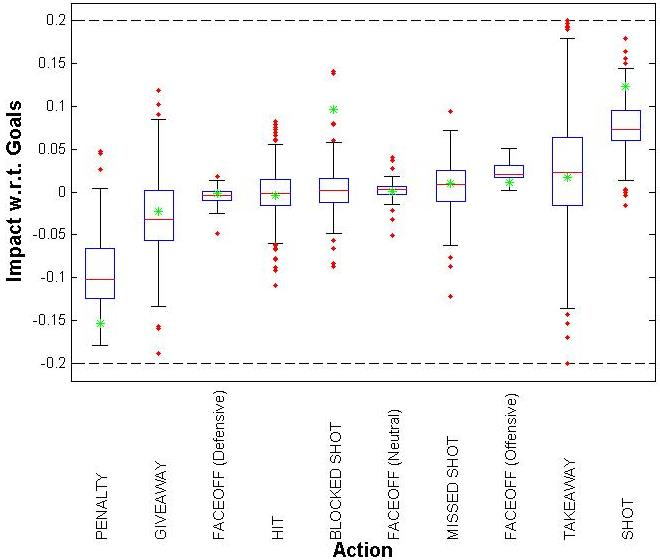 Impact w.r.t. Goals
0.2
0.15
0.1
0.05
0
-0.05
-0.1
-0.15
-0.2
PENALTY
GIVEAWAY
FACEOFF (Defensive)
HIT
BLOCKED SHOT
FACEOFF (Neutral)
MISSED SHOT
FACEOFF (Offensive)
TAKEAWAY
SHOT
Action